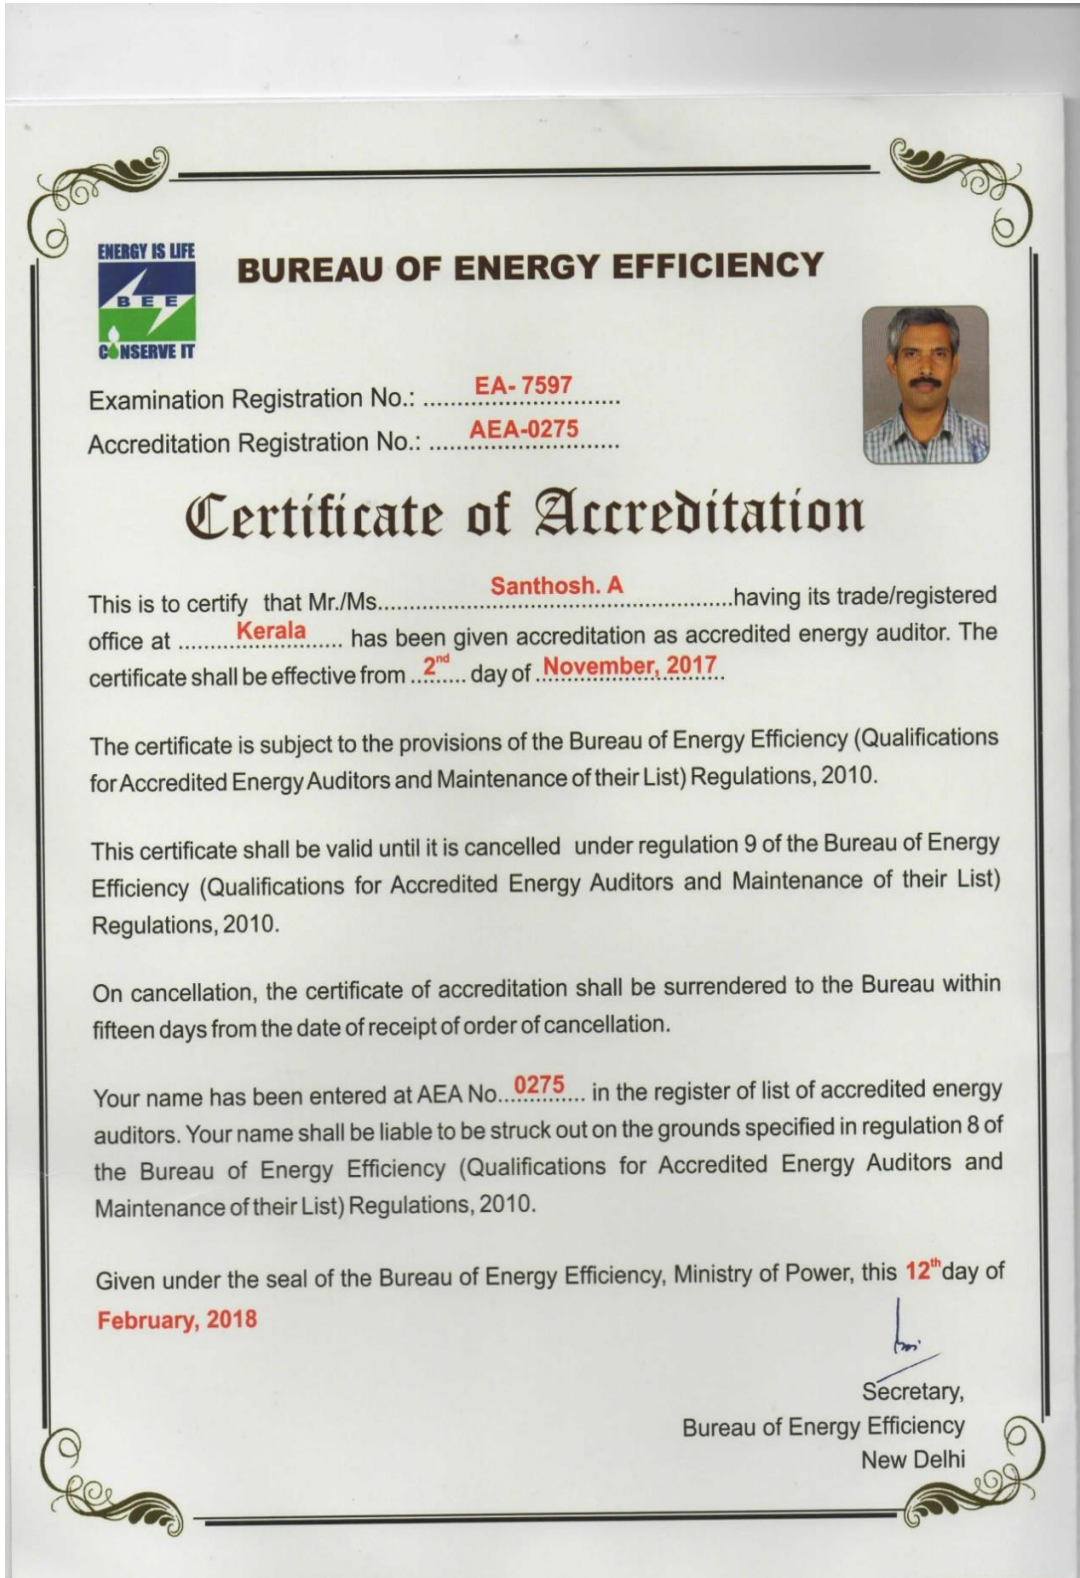 ENERGY IS LIFE
BEE
CONSERVE IT
BUREAU OF ENERGY EFFICIENCY
Examination Registration No.: EA- 7597
Accreditation Registration No.: AEA-0275
Certificate of Accreditation
This is to certify that Mr./Ms. Santhosh. A having its trade/registered
office at Kerala has been given accreditation as accredited energy auditor. The
certificate shall be effective from 2nd day of November, 2017
The certificate is subject to the provisions of the Bureau of Energy Efficiency (Qualifications
for Accredited Energy Auditors and Maintenance of their List) Regulations, 2010.
This certificate shall be valid until it is cancelled under regulation 9 of the Bureau of Energy
Efficiency (Qualifications for Accredited Energy Auditors and Maintenance of their List)
Regulations, 2010.
On cancellation, the certificate of accreditation shall be surrendered to the Bureau within
fifteen days from the date of receipt of order of cancellation.
Your name has been entered at AEA No. 0275 in the register of list of accredited energy
auditors. Your name shall be liable to be struck out on the grounds specified in regulation 8 of
the Bureau of Energy Efficiency (Qualifications for Accredited Energy Auditors and
Maintenance of their List) Regulations, 2010.
Given under the seal of the Bureau of Energy Efficiency, Ministry of Power, this 12th day of
February, 2018
Secretary,
Bureau of Energy Efficiency
New Delhi